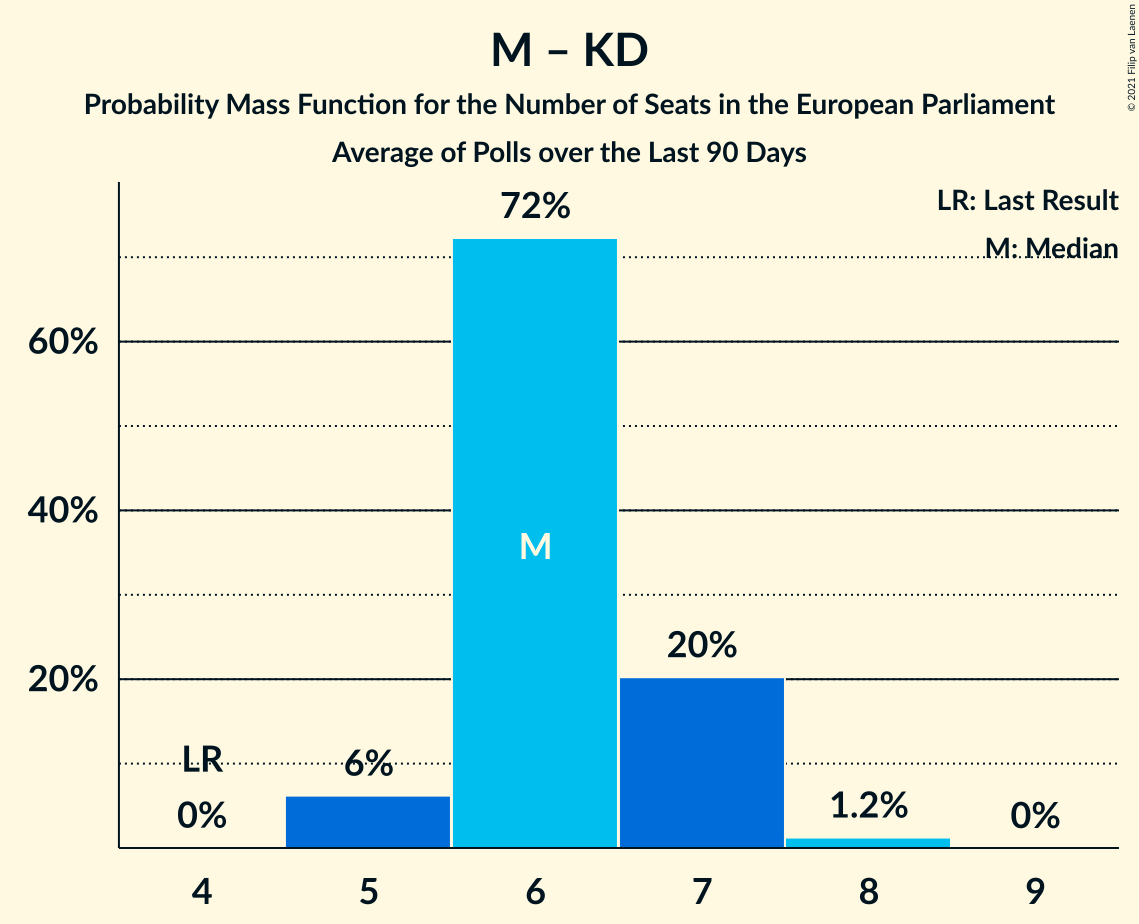 M – KD
Probability Mass Function for the Number of Seats in the European Parliament
Average of Polls over the Last 90 Days
© 2021 Filip van Laenen
LR: Last Result
M: Median
72%
60%
40%
M
20%
20%
LR
6%
0%
1.2%
0%
4 5 6 7 8 9